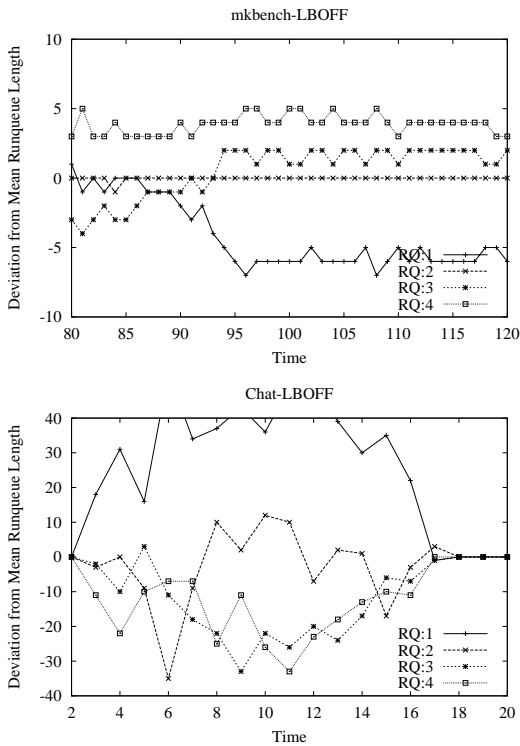 mkbench-LBOFF
10
5
0
-5
-10
Deviation from Mean Runqueue Length
80 85 90 95 100 105 110 115 120
Time
RQ:1
RQ:2
RQ:3
RQ:4
Chat-LBOFF
40
30
20
10
0
-10
-20
-30
-40
Deviation from Mean Runqueue Length
2 4 6 8 10 12 14 16 18 20
Time
RQ:1
RQ:2
RQ:3
RQ:4